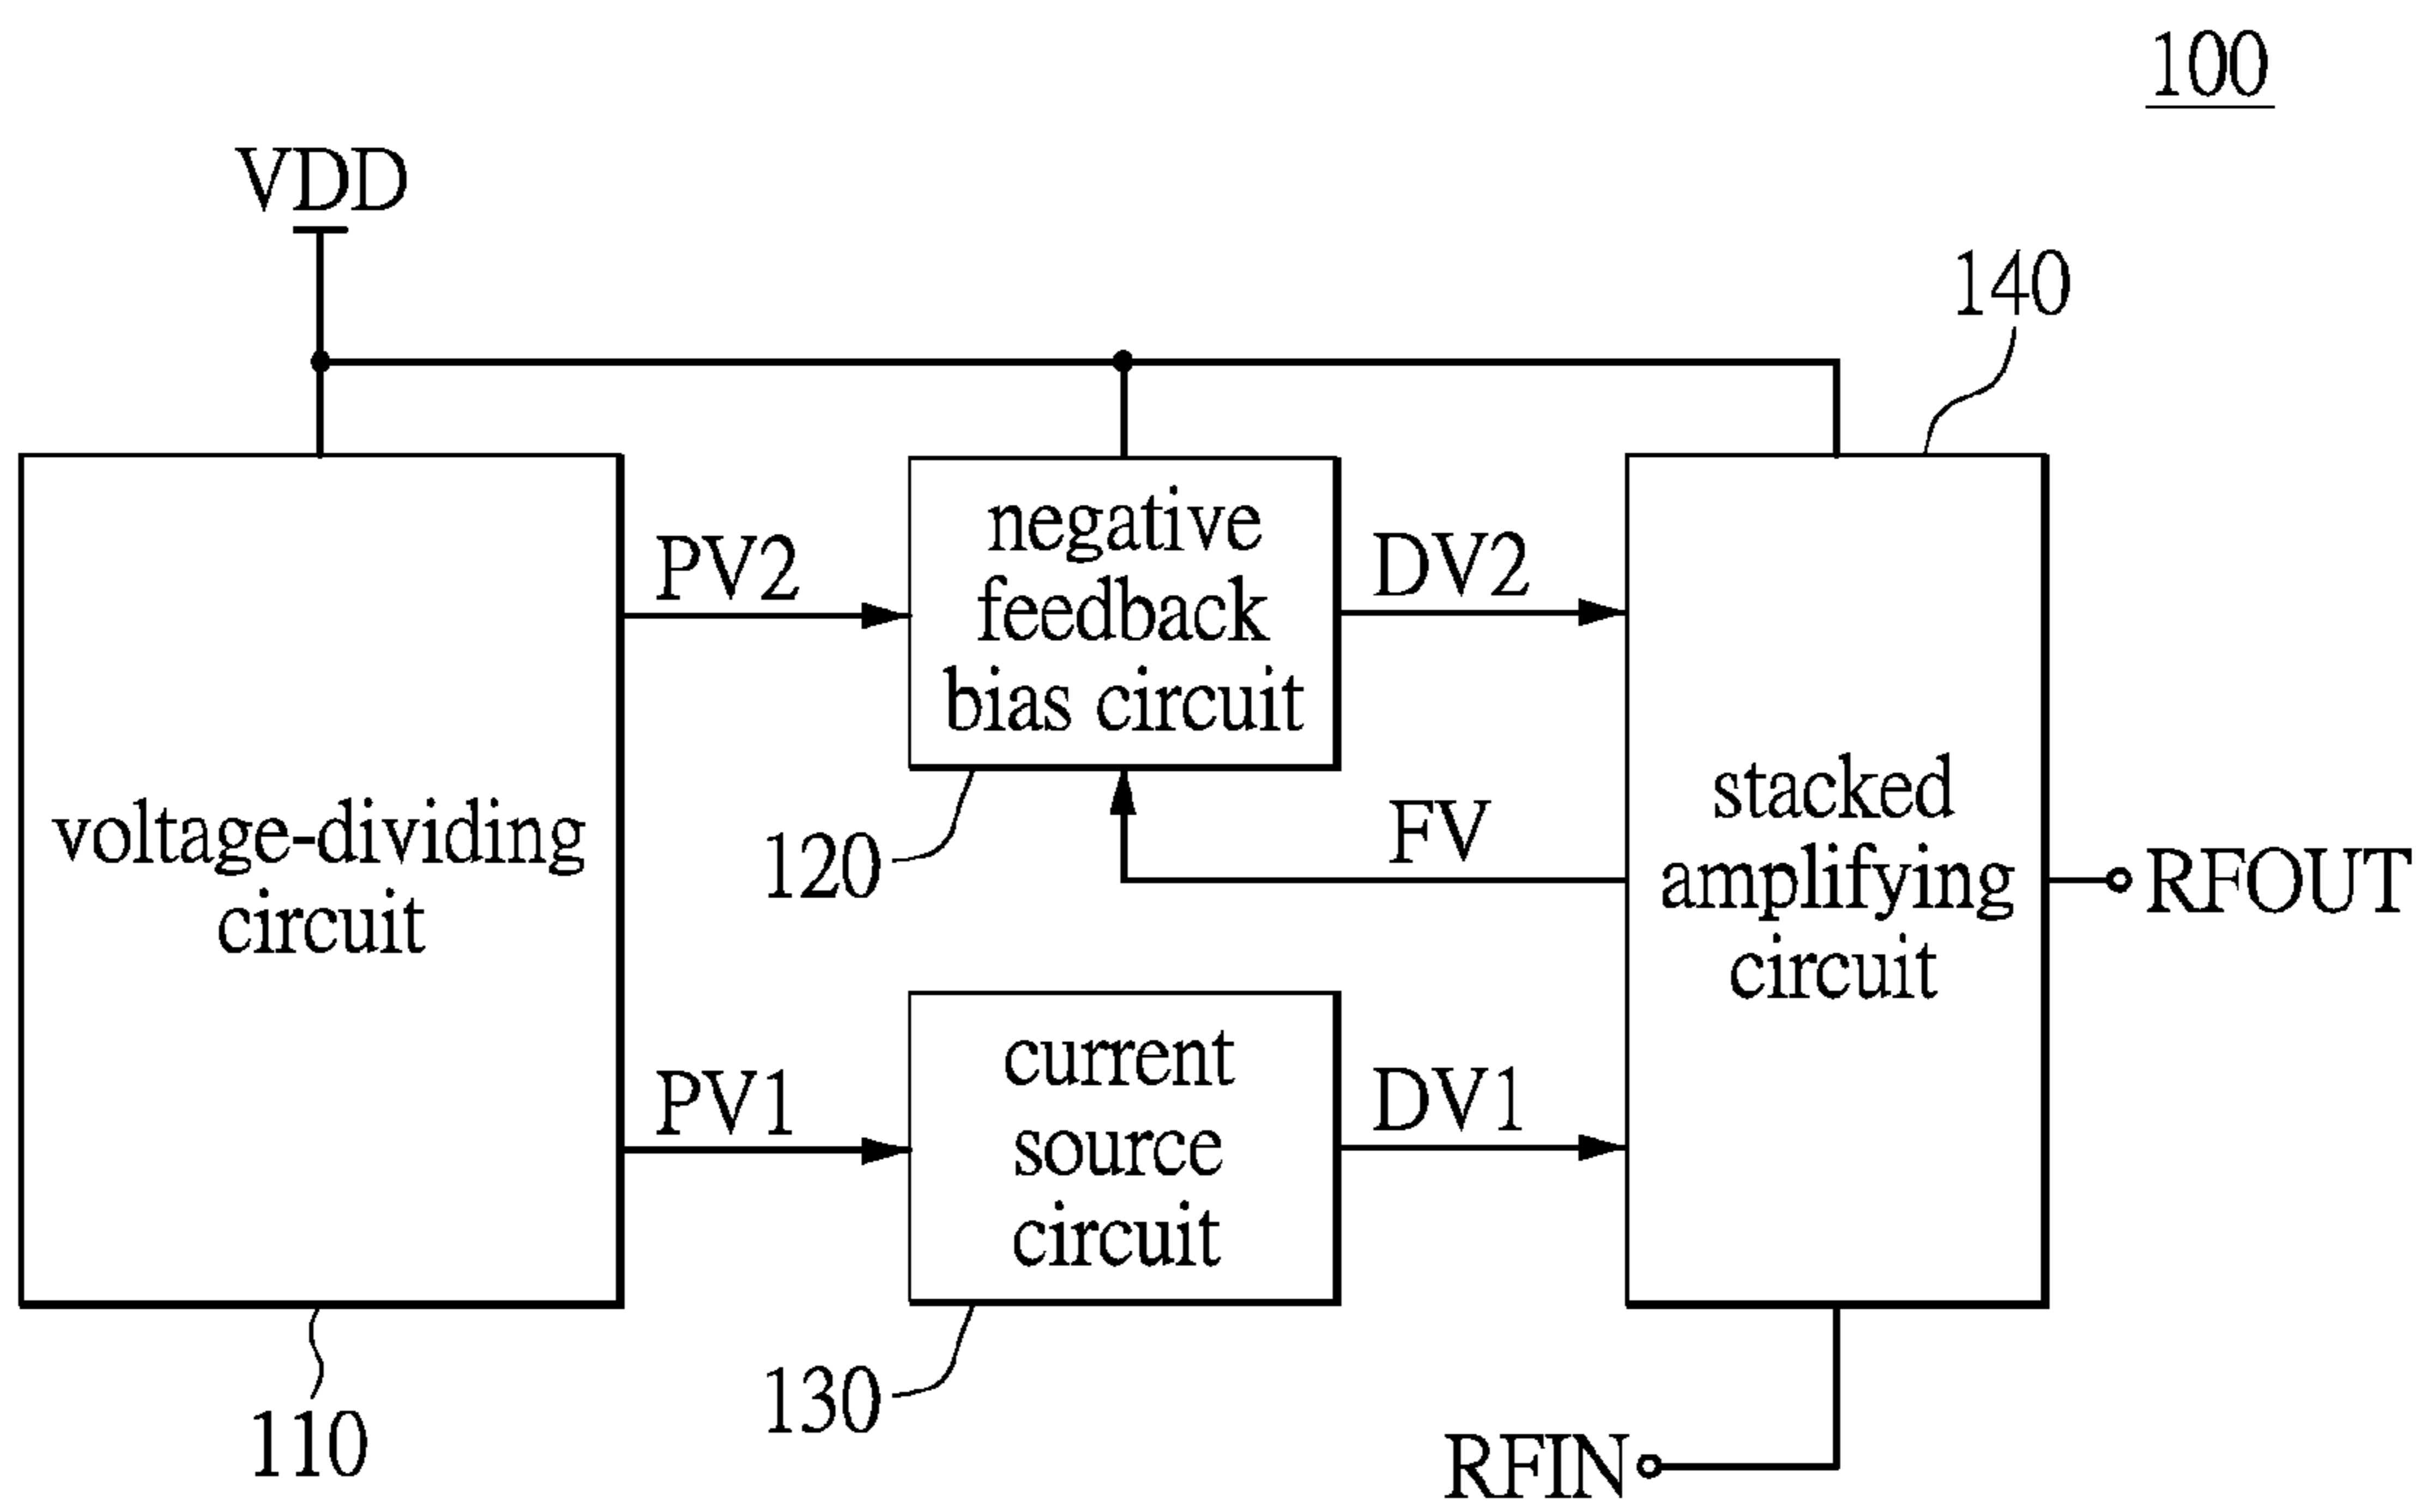 100
VDD
140
PV2
negative
feedback
bias circuit
DV2
voltage-dividing
circuit
120
FV
stacked
amplifying
circuit
RFOUT
PV1
current
source
circuit
DV1
130
110
RFIN